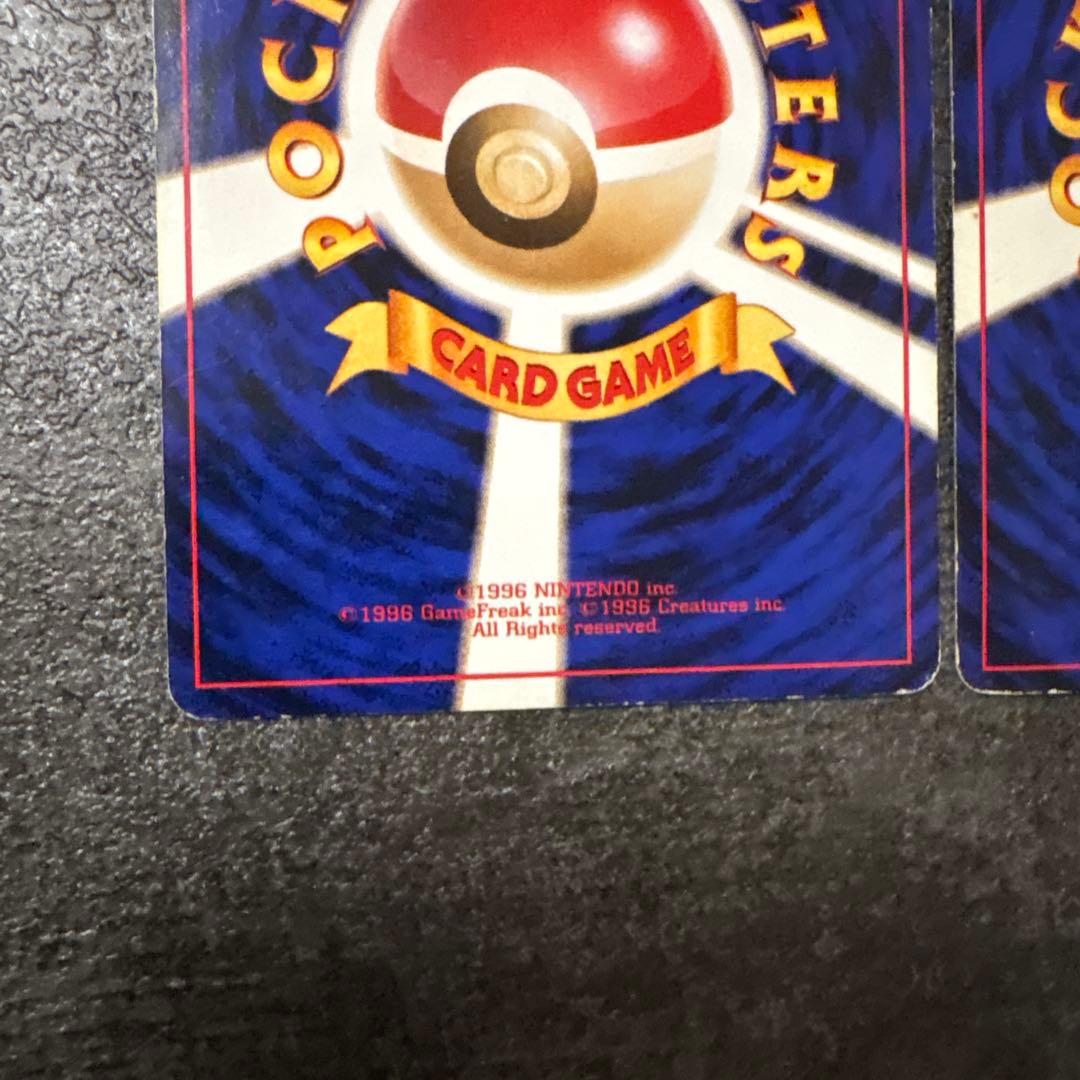 POC
TERS
CARD GAME
©1996 NINTENDO inc.
©1996 GameFreak inc. ©1996 Creatures inc.
All Rights reserved.